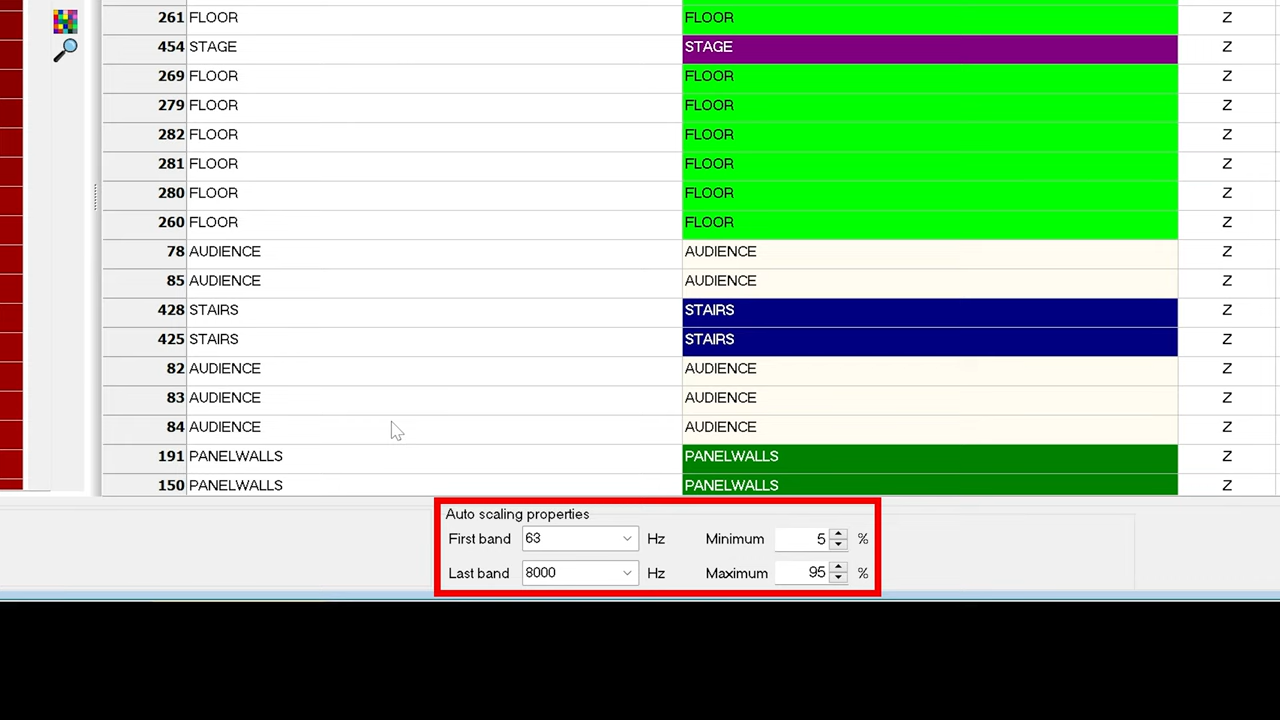 261 FLOOR FLOOR Z
454 STAGE STAGE Z
269 FLOOR FLOOR Z
279 FLOOR FLOOR Z
282 FLOOR FLOOR Z
281 FLOOR FLOOR Z
280 FLOOR FLOOR Z
260 FLOOR FLOOR Z
78 AUDIENCE AUDIENCE Z
85 AUDIENCE AUDIENCE Z
428 STAIRS STAIRS Z
425 STAIRS STAIRS Z
82 AUDIENCE AUDIENCE Z
83 AUDIENCE AUDIENCE Z
84 AUDIENCE AUDIENCE Z
191 PANELWALLS PANELWALLS Z
150 PANELWALLS PANELWALLS Z
Auto scaling properties
First band 63 Hz Minimum 5 %
Last band 8000 Hz Maximum 95 %